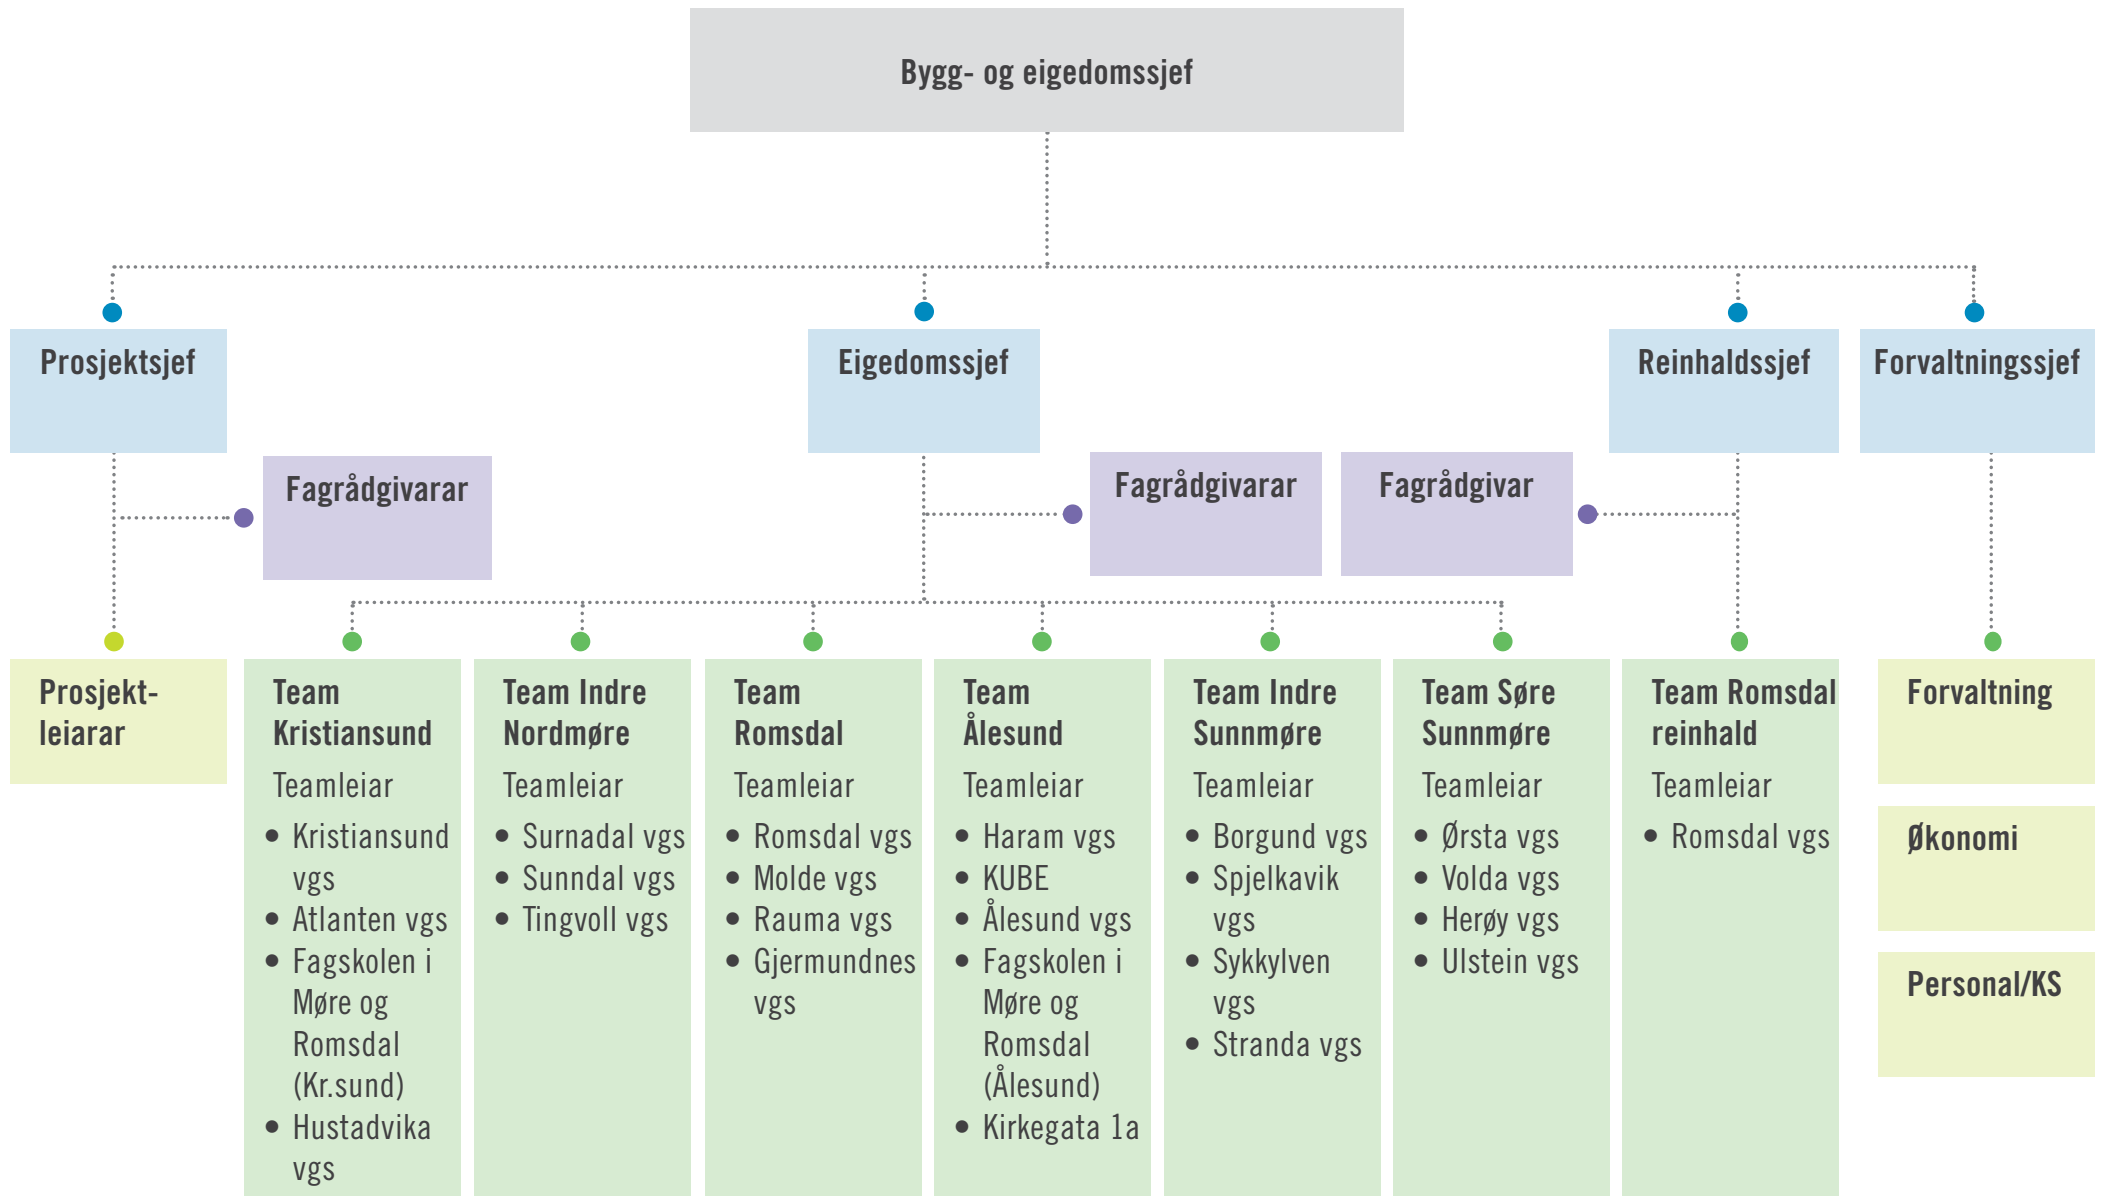 Bygg- og eigedomssjef
Prosjektsjef
Eigedomssjef
Reinhaldssjef
Forvaltningssjef
Fagrådgivarar
Fagrådgivarar
Fagrådgivar
Prosjekt-
leiarar
Team
Kristiansund
Teamleiar
• Kristiansund
vgs
• Atlanten vgs
• Fagskolen i
Møre og
Romsdal
(Kr.sund)
• Hustadvika
vgs
Team Indre
Nordmøre
Teamleiar
• Surnadal vgs
• Sunndal vgs
• Tingvoll vgs
Team
Romsdal
Teamleiar
• Romsdal vgs
• Molde vgs
• Rauma vgs
• Gjermundnes
vgs
Team
Ålesund
Teamleiar
• Haram vgs
• KUBE
• Ålesund vgs
• Fagskolen i
Møre og
Romsdal
(Ålesund)
• Kirkegata 1a
Team Indre
Sunnmøre
Teamleiar
• Borgund vgs
• Spjelkavik
vgs
• Sykkylven
vgs
• Stranda vgs
Team Søre
Sunnmøre
Teamleiar
• Ørsta vgs
• Volda vgs
• Herøy vgs
• Ulstein vgs
Team Romsdal
reinhald
Teamleiar
• Romsdal vgs
Forvaltning
Økonomi
Personal/KS